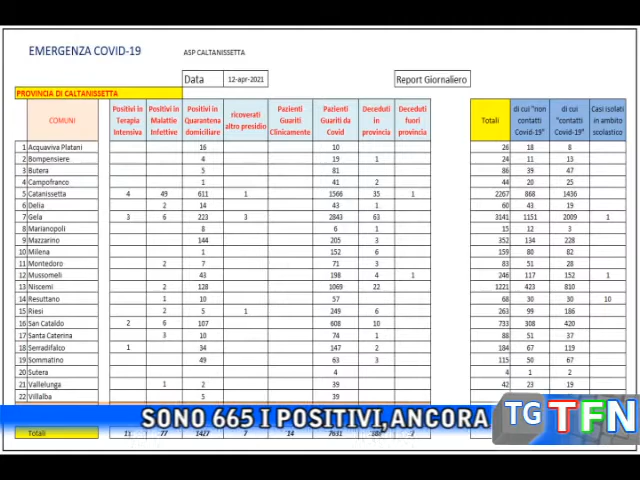 EMERGENZA COVID-19 ASP CALTANISSETTA
Data 12-apr-2021 Report Giornaliero
PROVINCIA DI CALTANISSETTA
COMUNI Positivi in Terapia Intensiva Positivi in Malattie Infettive Positivi in Quarantena domiciliare ricoverati altro presidio Pazienti Guariti Clinicamente Pazienti Guariti da Covid Deceduti in provincia Deceduti fuori provincia Totali di cui "non contatti Covid-19" di cui "contatti Covid-19" Casi isolati in ambito scolastico
1 Acquaviva Platani 16 10 26 18 8
2 Bompensiere 4 19 1 24 11 13
3 Butera 5 81 86 39 47
4 Campofranco 1 41 2 44 20 25
5 Catanissetta 4 49 611 1 1566 35 1 2267 868 1436
6 Delia 2 14 43 1 60 43 19
7 Gela 3 6 223 3 2843 63 3141 1151 2009 1
8 Marianopoli 8 6 1 15 12 3
9 Mazzarino 144 205 3 352 134 228
10 Milena 1 152 6 159 80 82
11 Montedoro 2 7 71 3 83 51 28
12 Mussomeli 43 198 4 1 246 117 152 1
13 Niscemi 2 128 1069 22 1221 423 810
14 Resuttano 1 10 57 68 30 30 10
15 Riesi 2 5 1 249 6 263 99 186
16 San Cataldo 2 6 107 608 10 733 308 420
17 Santa Caterina 3 10 74 1 88 51 37
18 Serradifalco 1 34 147 2 184 67 119
19 Sommatino 49 63 3 115 50 67
20 Sutera 4 4 1 2
21 Vallelunga 1 2 39 42 23 19
22 Villalba 5 39
SONO 665 I POSITIVI,ANCORA TG TFN
Totali 77 1427 7 14 7631